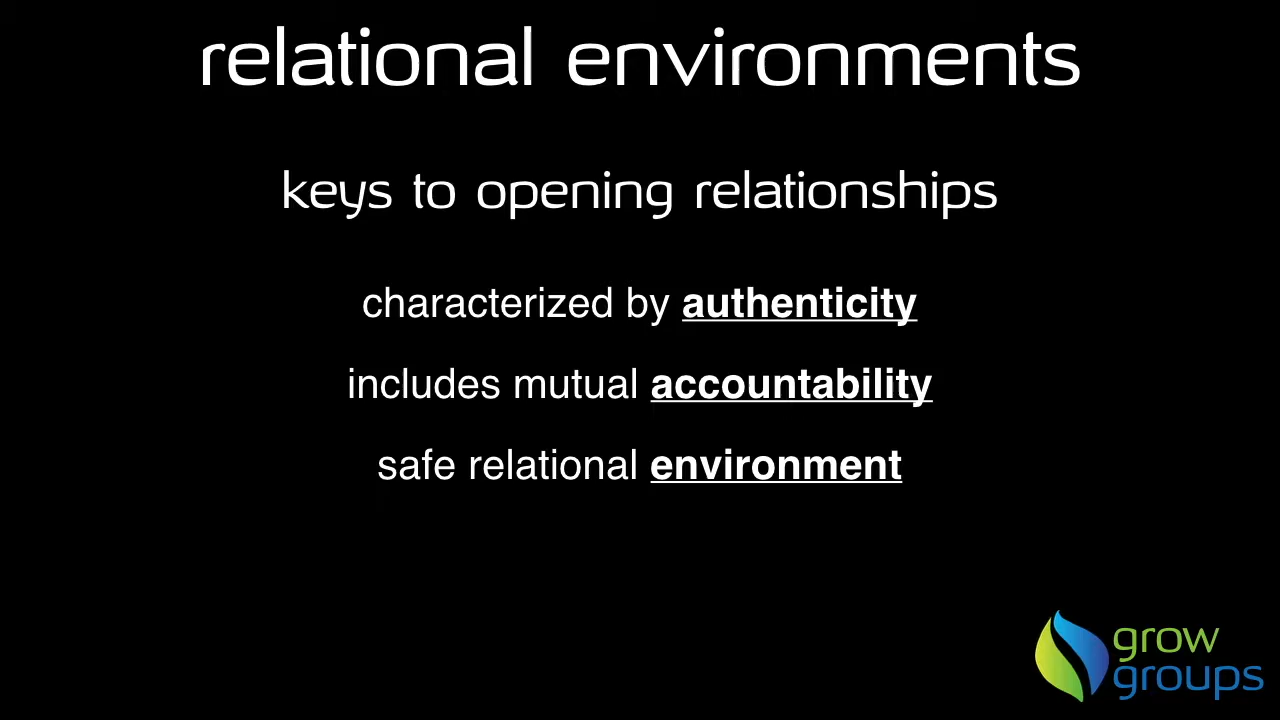 relational environments
keys to opening relationships
characterized by authenticity
includes mutual accountability
safe relational environment
grow
groups